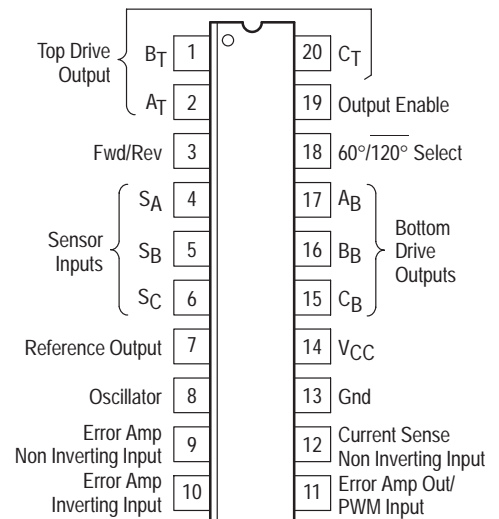 Top Drive
Output
BT 1
20 CT
AT 2
19 Output Enable
Fwd/Rev 3
18 60°/120° Select
Sensor
Inputs
SA 4
17 AB
SB 5
16 BB
SC 6
15 CB
Bottom
Drive
Outputs
Reference Output 7
14 VCC
Oscillator 8
13 Gnd
Error Amp
Non Inverting Input
9
12
Current Sense
Non Inverting Input
Error Amp
Inverting Input
10
11
Error Amp Out/
PWM Input